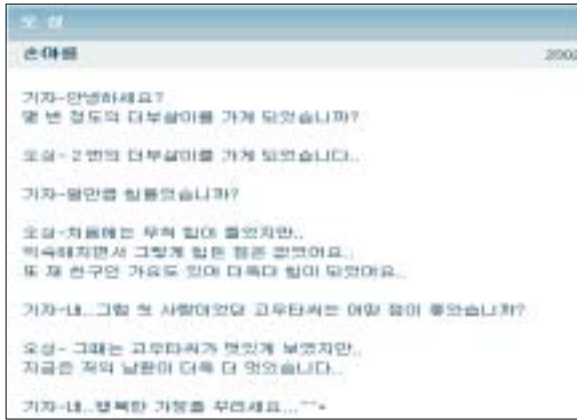 오싱
손아름 2002
기자-안녕하세요?
몇 번 정도의 더부살이를 가게 되었습니까?
오싱- 2번의 더부살이를 가게 되었습니다..
기자-얼만큼 힘들었습니까?
오싱-처음에는 무척 힘이 들었지만..
익숙해지면서 그렇게 힘든 점은 없었어요..
또 제 친구인 가요도 있어 더욱더 힘이 되었어요..
기자-네...그럼 첫 사랑이었던 고우타씨는 어떤 점이 좋았습니까?
오싱- 그때는 고우타씨가 멋있게 보였지만..
지금은 저의 남편이 더욱 더 멋있습니다..
기자-네..행복한 가정을 꾸리세요...^^*